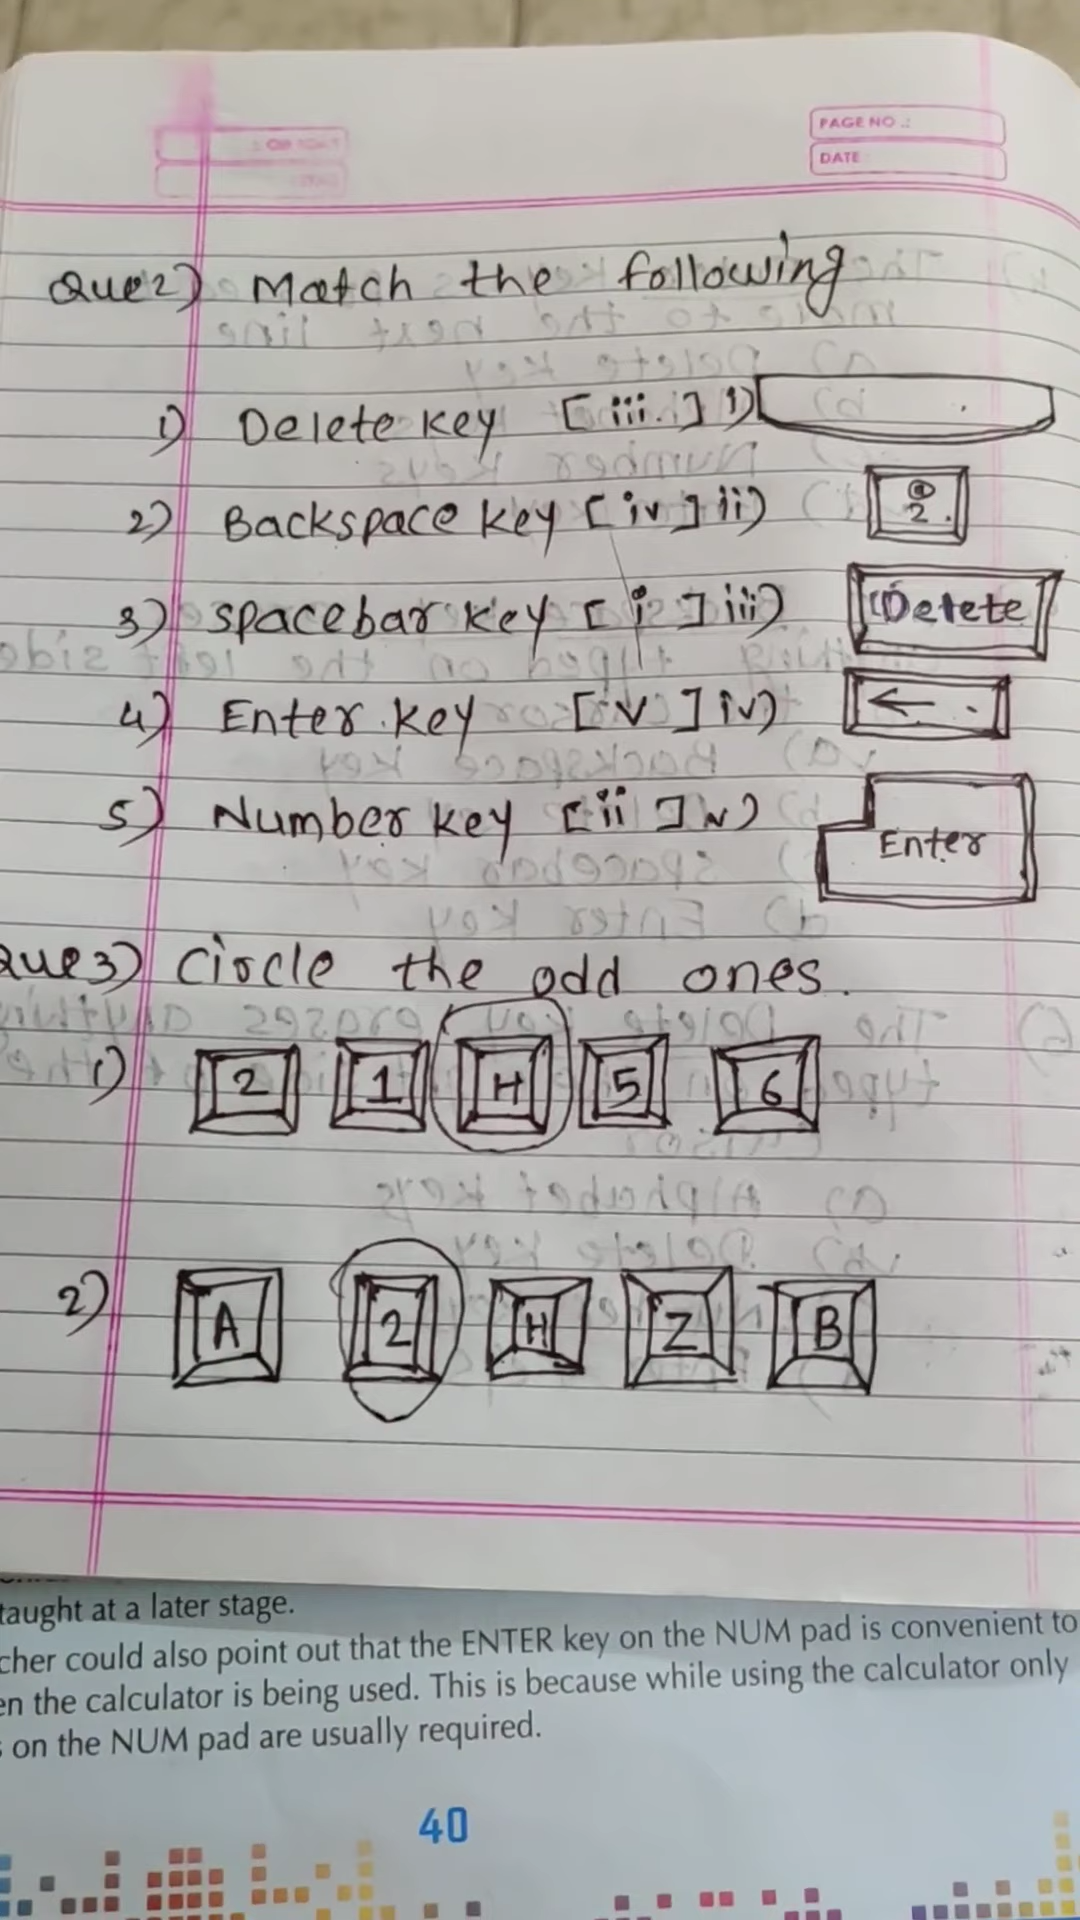 PAGE NO.:
DATE
Que2) Match the following
1) Delete key [iii.] 1)
2) Backspace key [iv] ii) @ 2
3) spacebar key [i] iii) Delete
4) Enter key [v] iv) ←
5) Number key [ii] v) Enter
Que3) Circle the odd ones.
1) 2 1 H 5 6
2) A 2 H Z B
taught at a later stage.
cher could also point out that the ENTER key on the NUM pad is convenient to
en the calculator is being used. This is because while using the calculator only
s on the NUM pad are usually required.
40